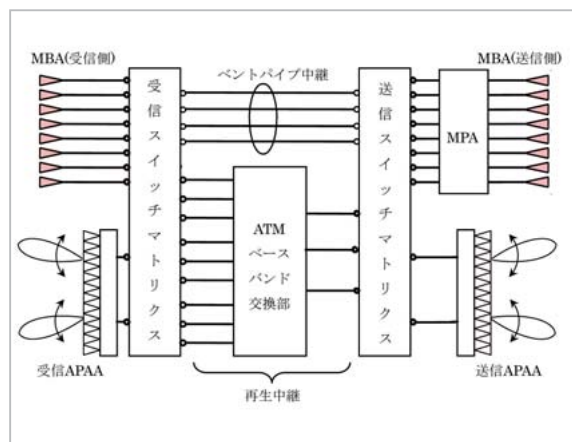 MBA(受信側)
ベントパイプ中継
MBA(送信側)
受信スイッチマトリクス
送信スイッチマトリクス
MPA
ATM
ベース
バンド
交換部
受信APAA
送信APAA
再生中継